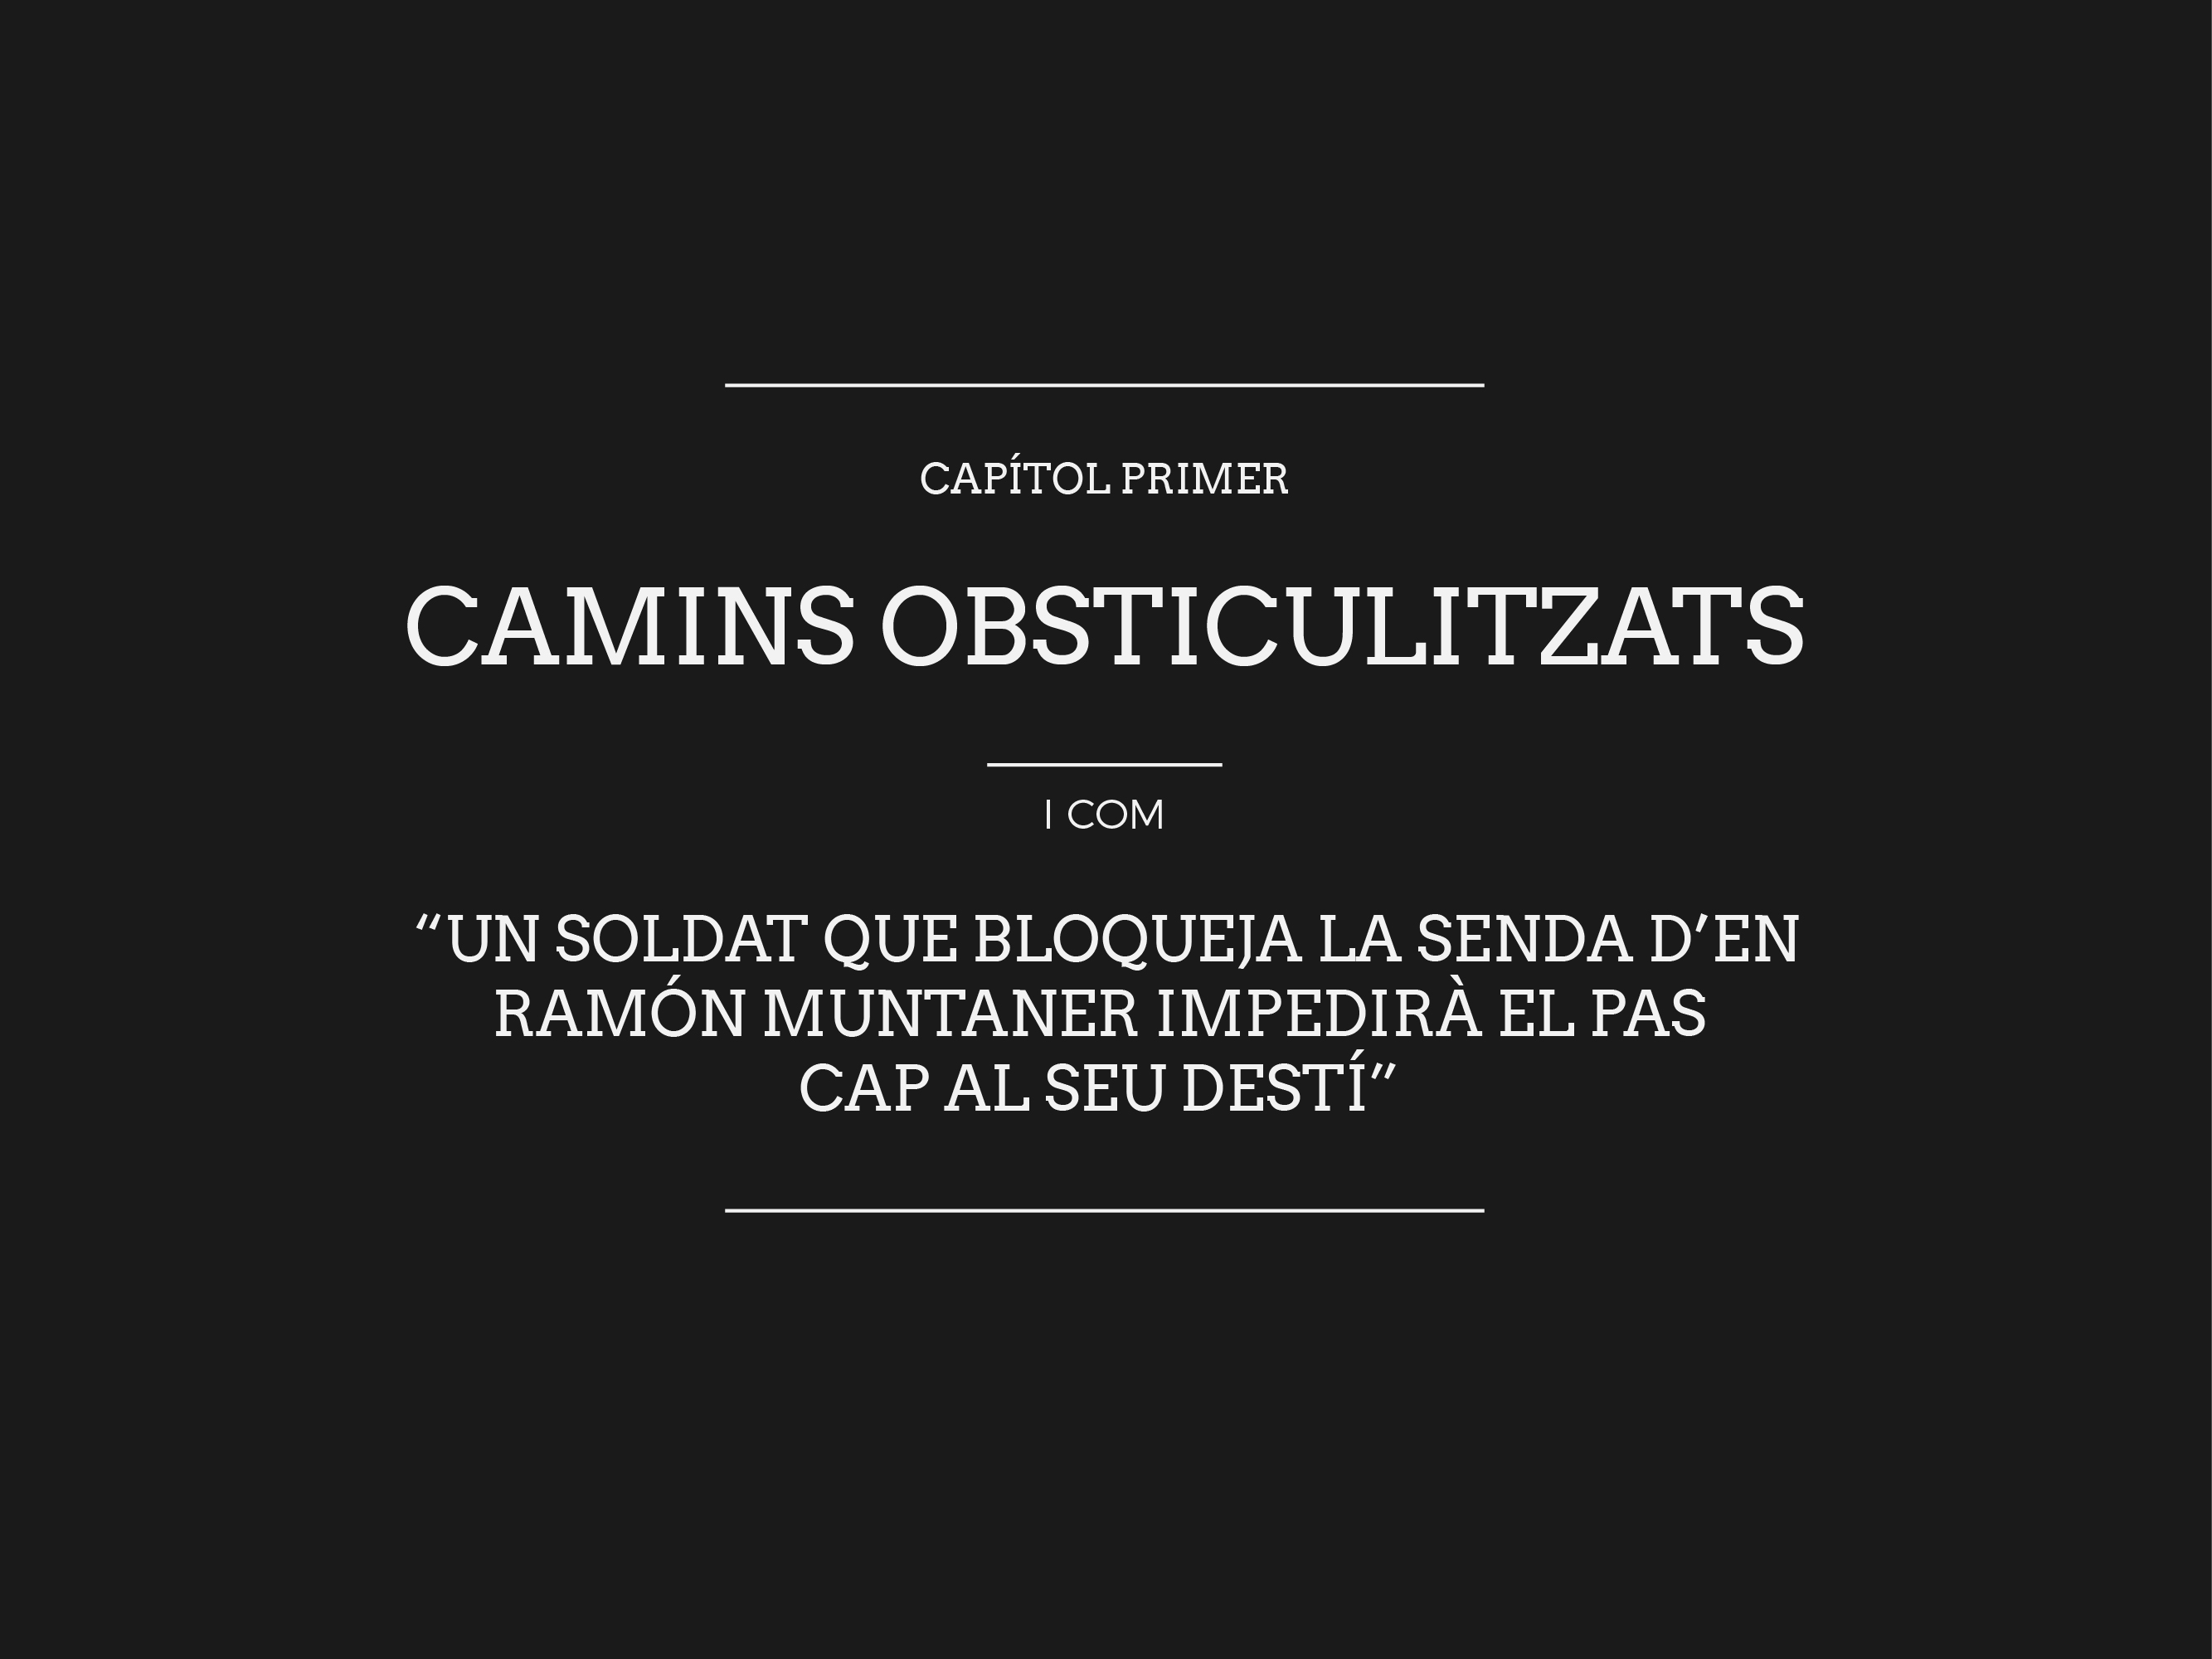 CAPÍTOL PRIMER
CAMINS OBSTICULITZATS
I COM
“UN SOLDAT QUE BLOQUEJA LA SENDA D’EN
RAMÓN MUNTANER IMPEDIRÀ EL PAS
CAP AL SEU DESTÍ”